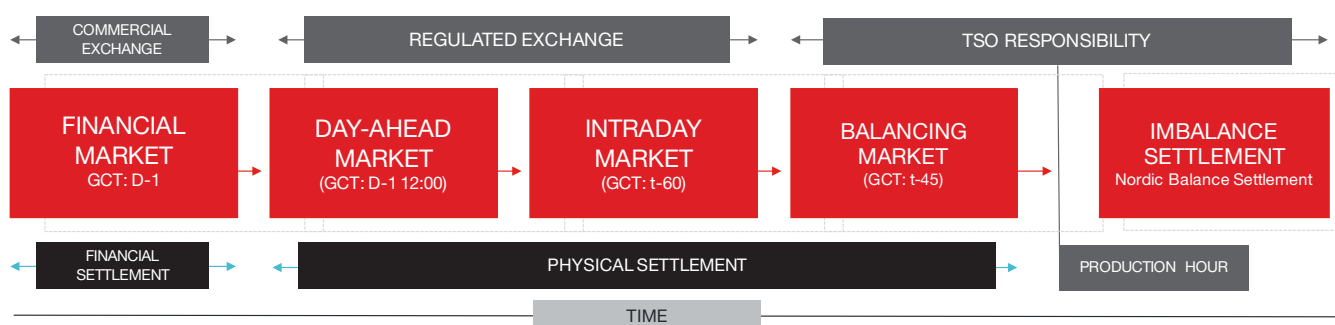 COMMERCIAL
EXCHANGE
REGULATED EXCHANGE
TSO RESPONSIBILITY
FINANCIAL
MARKET
GCT: D-1
DAY-AHEAD
MARKET
(GCT: D-1 12:00)
INTRADAY
MARKET
(GCT: t-60)
BALANCING
MARKET
(GCT: t-45)
IMBALANCE
SETTLEMENT
Nordic Balance Settlement
FINANCIAL
SETTLEMENT
PHYSICAL SETTLEMENT
PRODUCTION HOUR
TIME